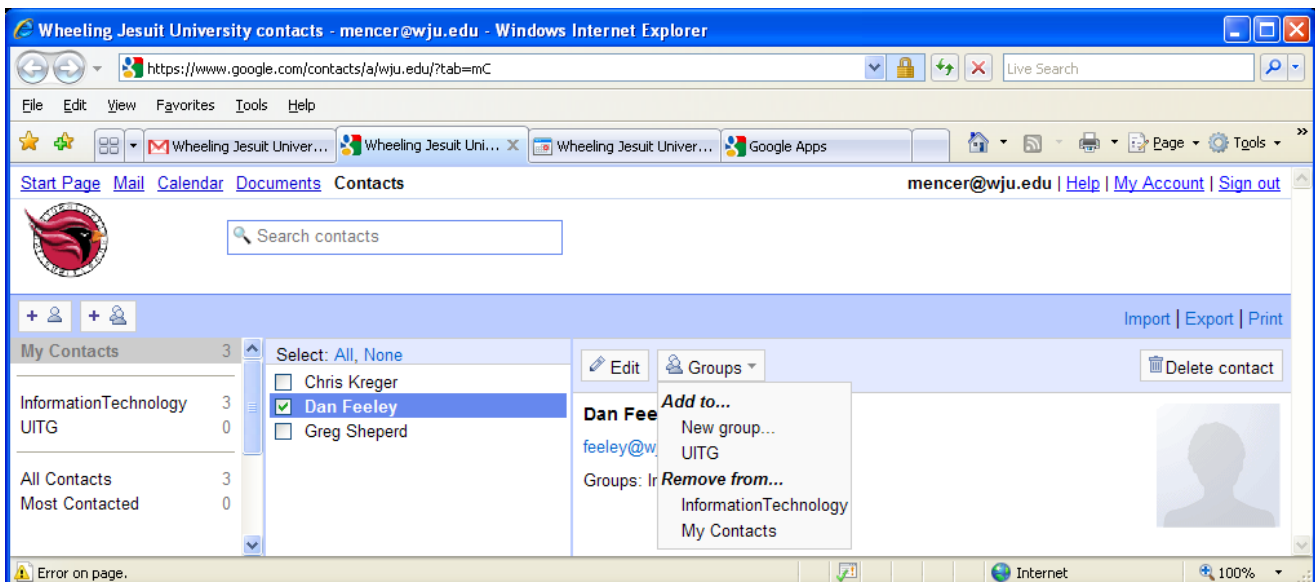 Wheeling Jesuit University contacts - mencer@wju.edu - Windows Internet Explorer
https://www.google.com/contacts/a/wju.edu/?tab=mC
Live Search
File Edit View Favorites Tools Help
Wheeling Jesuit Univer... Wheeling Jesuit Uni... Wheeling Jesuit Univer... Google Apps Page Tools »
Start Page Mail Calendar Documents Contacts mencer@wju.edu | Help | My Account | Sign out
Search contacts
+ + Import | Export | Print
My Contacts 3
InformationTechnology 3
UITG 0
All Contacts 3
Most Contacted 0
Select: All, None
Chris Kreger
Dan Feeley
Greg Sheperd
Edit Groups Delete contact
Dan Fee
feeley@w
Groups: In
Add to...
New group...
UITG
Remove from...
InformationTechnology
My Contacts
Error on page. Internet 100%